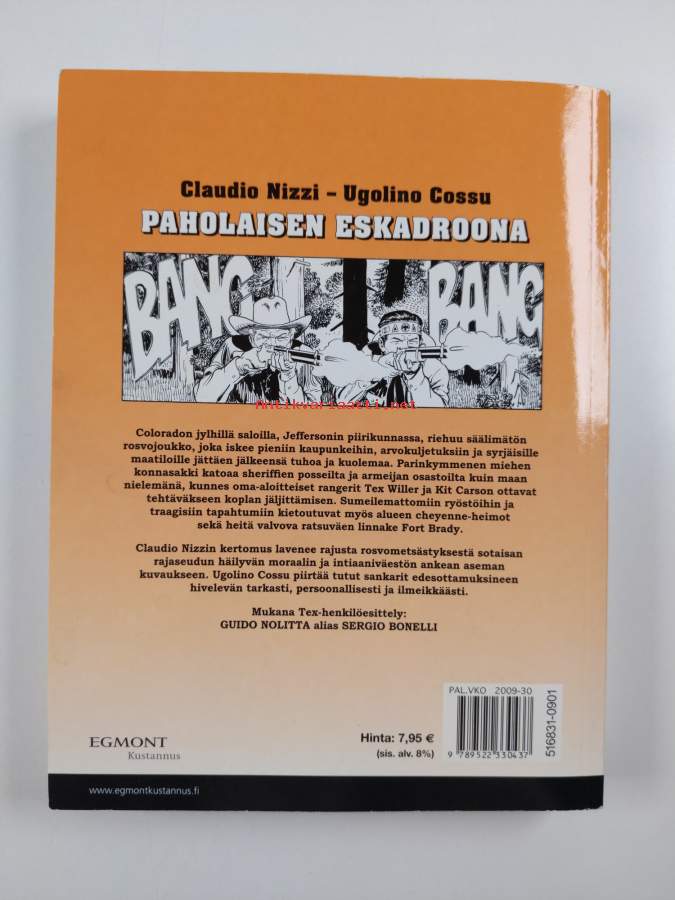 Claudio Nizzi – Ugolino Cossu
PAHOLAISEN ESKADROONA
BANG
BANG
Antikvariaatti.net
Coloradon jylhillä saloilla, Jeffersonin piirikunnassa, riehuu säälimätön
rosvojoukko, joka iskee pieniin kaupunkeihin, arvokuljetuksiin ja syrjäisille
maatiloille jättäen jälkeensä tuhoa ja kuolemaa. Parinkymmenen miehen
konnasakki katoaa sheriffien posseilta ja armeijan osastoilta kuin maan
nielemänä, kunnes oma-aloitteiset rangerit Tex Willer ja Kit Carson ottavat
tehtäväkseen koplan jäljittämisen. Sumeilemattomiin ryöstöihin ja
traagisiin tapahtumiin kietoutuvat myös alueen cheyenne-heimot
sekä heitä valvova ratsuväen linnake Fort Brady.
Claudio Nizzin kertomus lavenee rajusta rosvometsästyksestä sotaisan
rajaseudun häilyvän moraalin ja intiaaniväestön ankean aseman
kuvaukseen. Ugolino Cossu piirtää tutut sankarit edesottamuksineen
hivelevän tarkasti, persoonallisesti ja ilmeikkäästi.
Mukana Tex-henkilöesittely:
GUIDO NOLITTA alias SERGIO BONELLI
PAL.VKO 2009-30
516831-0901
9 789522 330437
Hinta: 7,95 €
(sis. alv. 8%)
EGMONT
Kustannus
www.egmontkustannus.fi